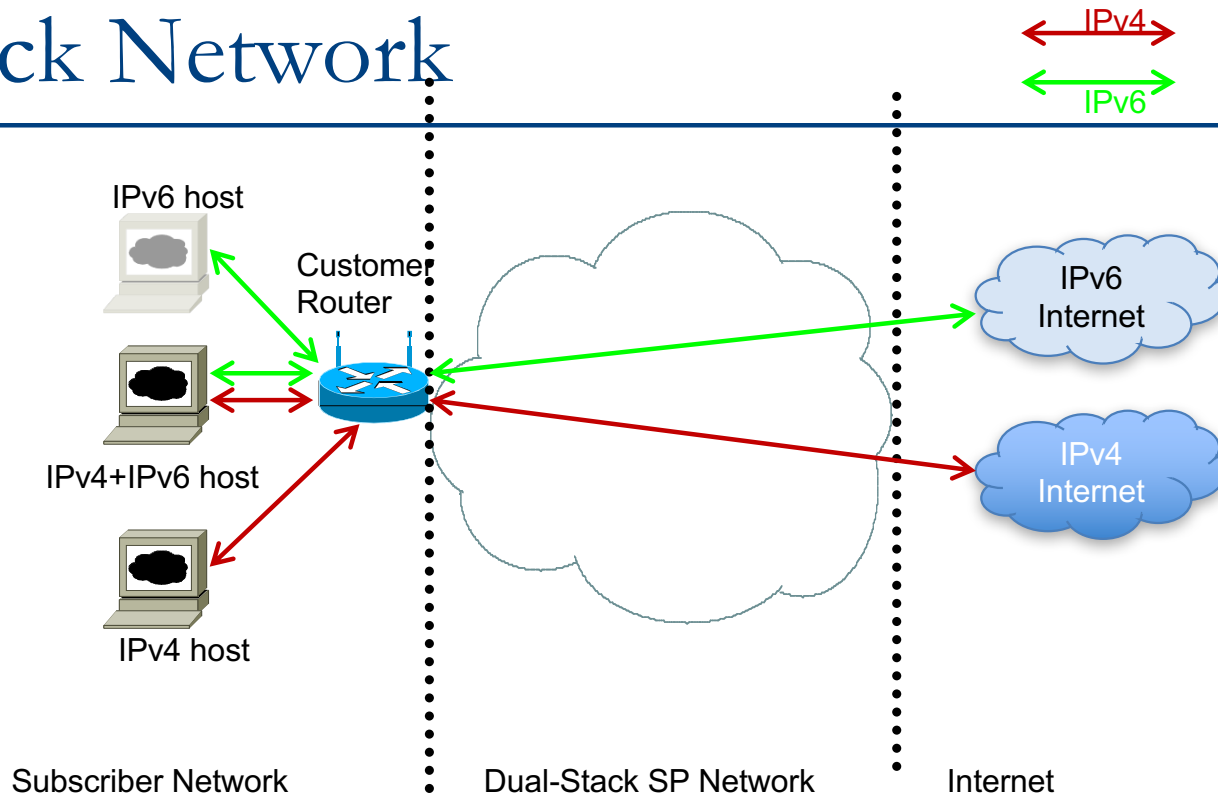 ck Network
IPv4
IPv6
IPv6 host
Customer
Router
IPv6
Internet
IPv4+IPv6 host
IPv4
Internet
IPv4 host
Subscriber Network
Dual-Stack SP Network
Internet